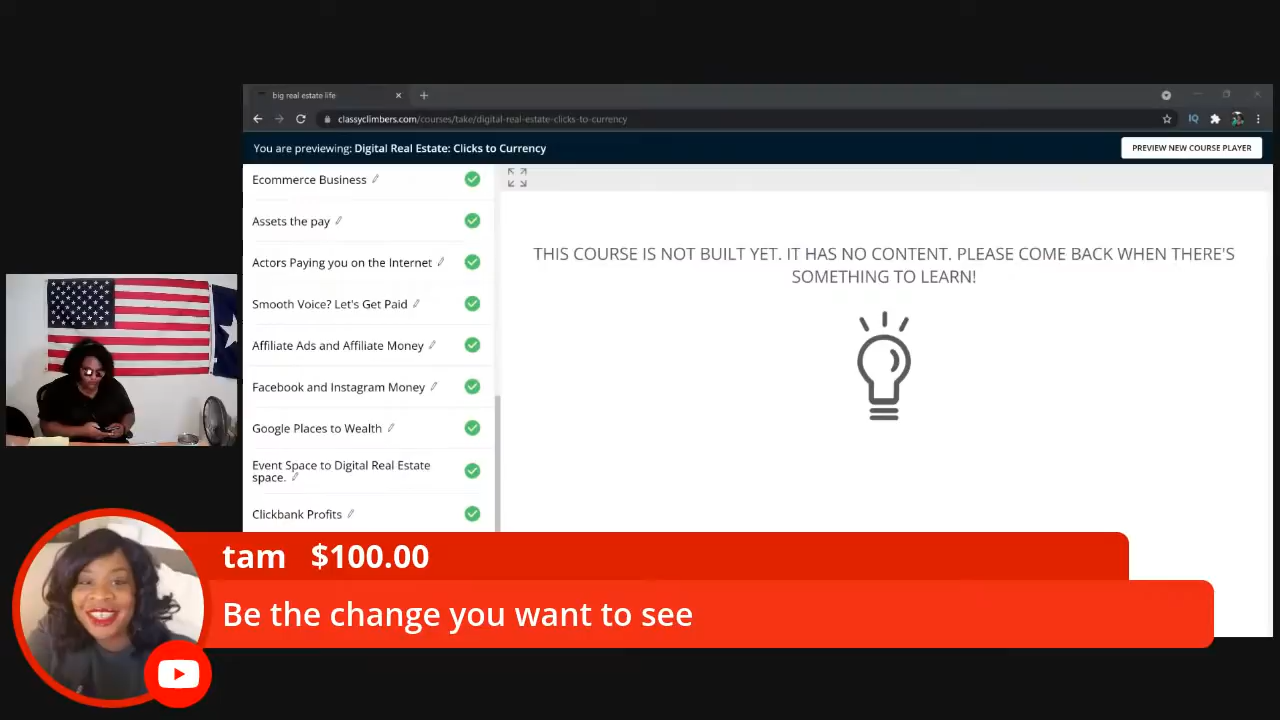 big real estate life
classyclimbers.com/courses/take/digital-real-estate-clicks-to-currency
IQ
You are previewing: Digital Real Estate: Clicks to Currency
PREVIEW NEW COURSE PLAYER
Ecommerce Business
Assets the pay
Actors Paying you on the Internet
Smooth Voice? Let's Get Paid
Affiliate Ads and Affiliate Money
Facebook and Instagram Money
Google Places to Wealth
Event Space to Digital Real Estate
space.
Clickbank Profits
THIS COURSE IS NOT BUILT YET. IT HAS NO CONTENT. PLEASE COME BACK WHEN THERE'S
SOMETHING TO LEARN!
tam $100.00
Be the change you want to see